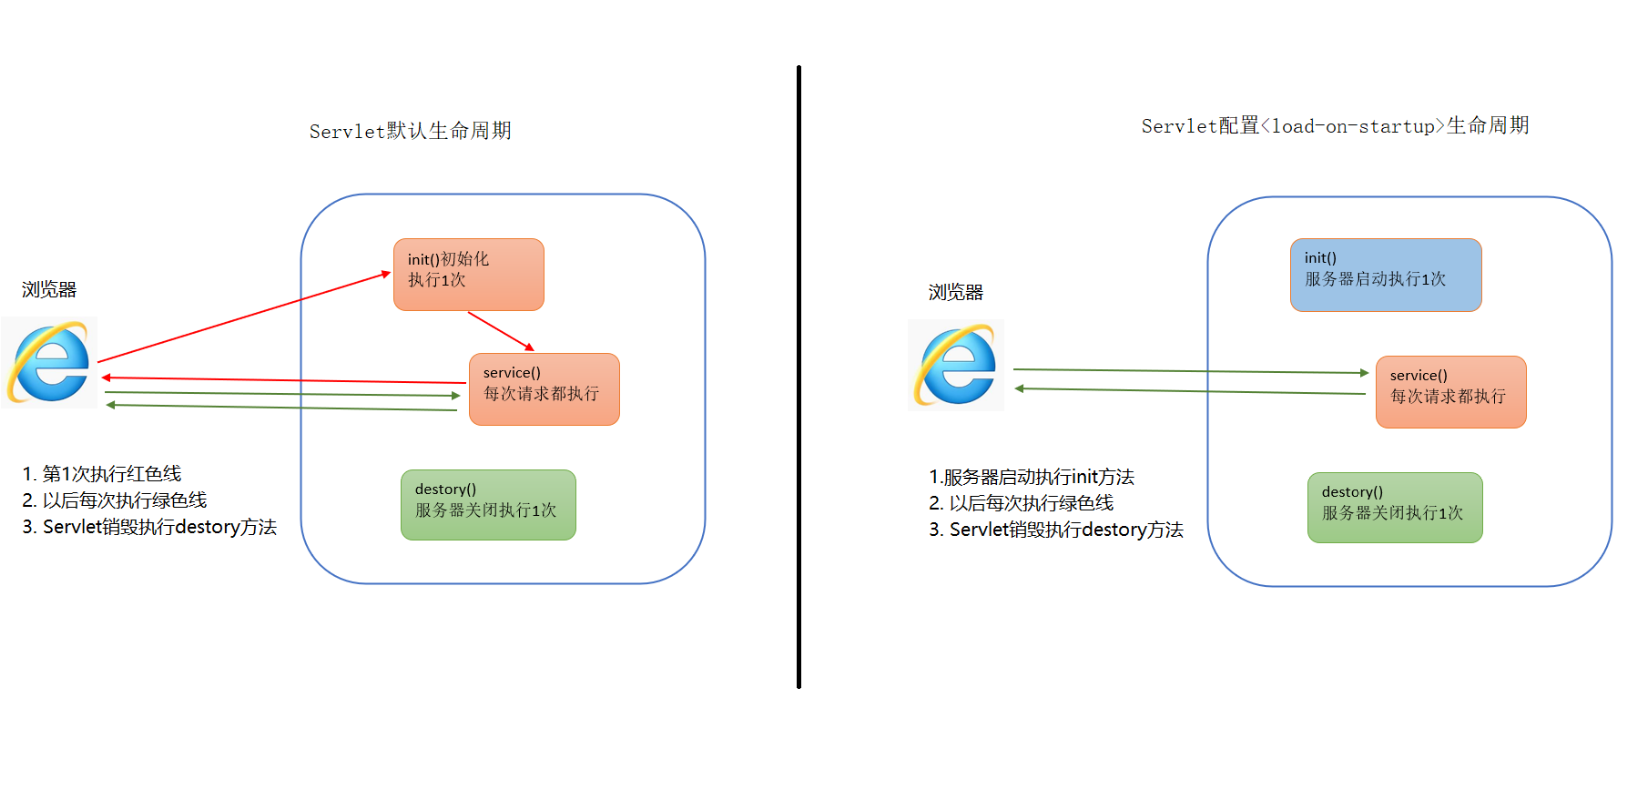 Servlet默认生命周期
浏览器
init()初始化
执行1次
service()
每次请求都执行
destory()
服务器关闭执行1次
1. 第1次执行红色线
2. 以后每次执行绿色线
3. Servlet销毁执行destory方法
Servlet配置<load-on-startup>生命周期
浏览器
init()
服务器启动执行1次
service()
每次请求都执行
destory()
服务器关闭执行1次
1.服务器启动执行init方法
2. 以后每次执行绿色线
3. Servlet销毁执行destory方法